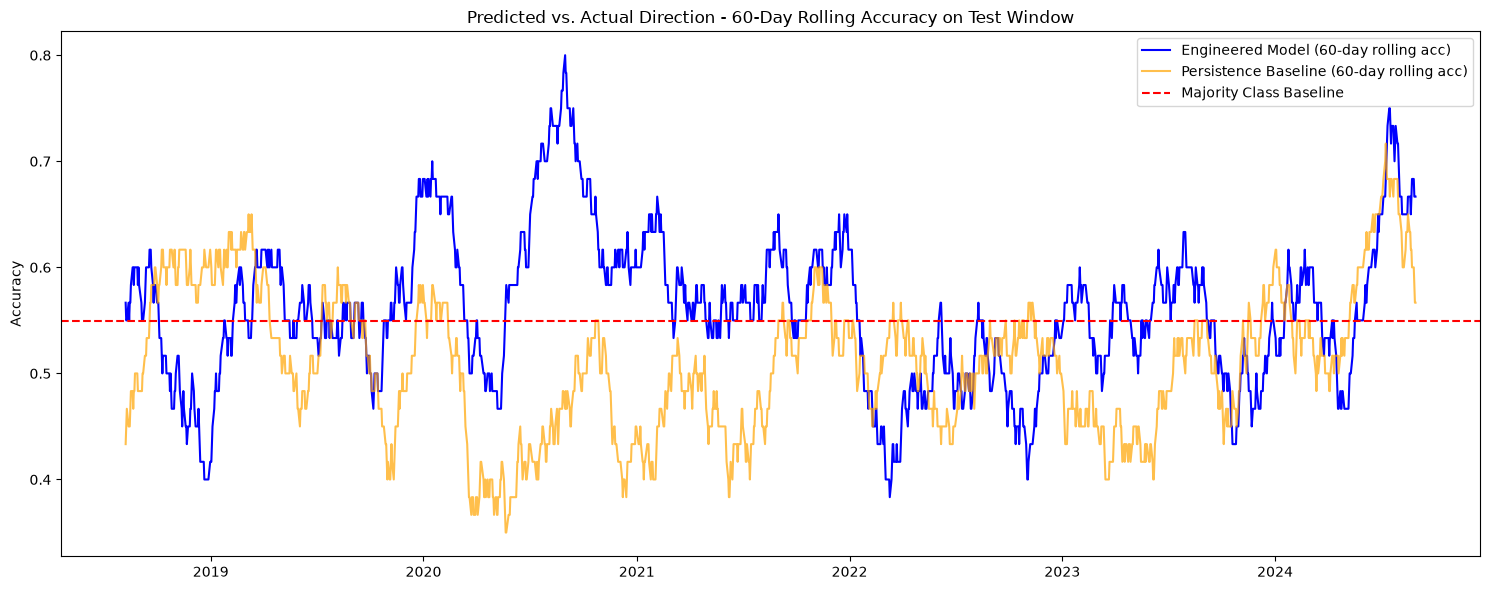 Predicted vs. Actual Direction - 60-Day Rolling Accuracy on Test Window
Engineered Model (60-day rolling acc)
Persistence Baseline (60-day rolling acc)
Majority Class Baseline
Accuracy
0.8
0.7
0.6
0.5
0.4
2019
2020
2021
2022
2023
2024